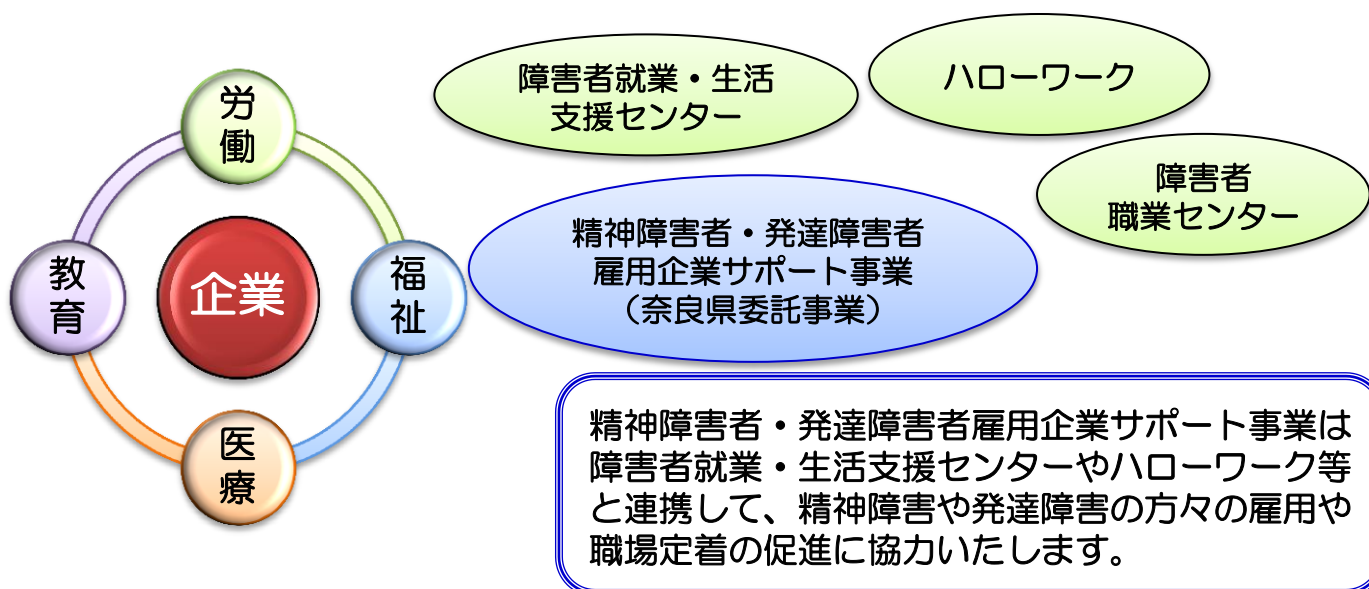 労
働
教
育
企業
福
祉
医
療
障害者就業・生活
支援センター
ハローワーク
障害者
職業センター
精神障害者・発達障害者
雇用企業サポート事業
（奈良県委託事業）
精神障害者・発達障害者雇用企業サポート事業は
障害者就業・生活支援センターやハローワーク等
と連携して、精神障害や発達障害の方々の雇用や
職場定着の促進に協力いたします。